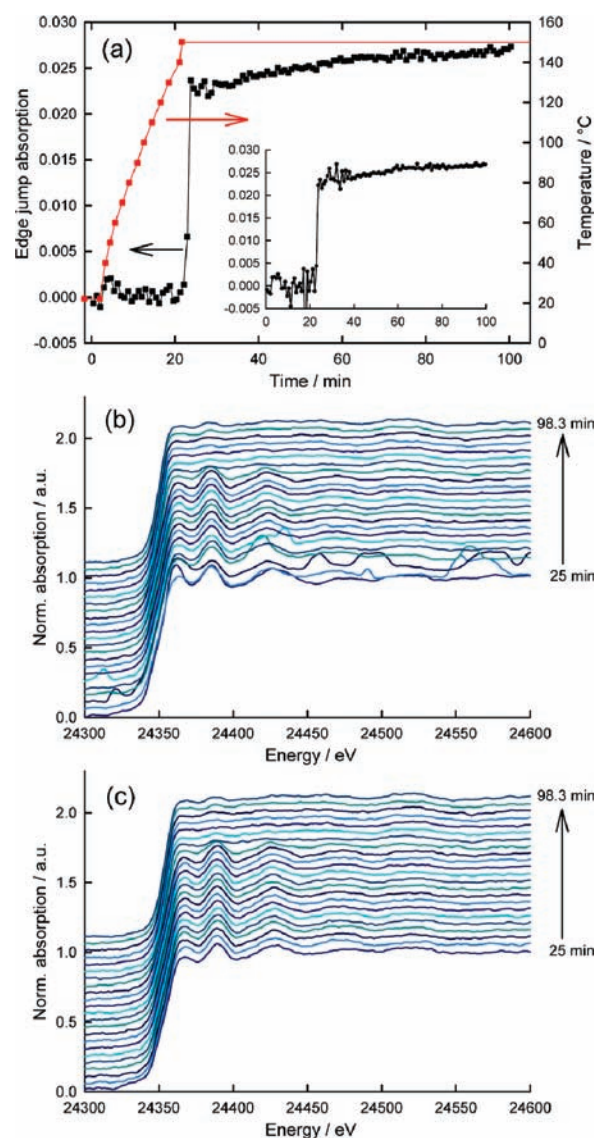 (a)
Edge jump absorption
0.030
0.025
0.020
0.015
0.010
0.005
0.000
-0.005
160
140
120
100
80
60
40
20
0
Temperature / °C
0.030
0.025
0.020
0.015
0.010
0.005
0.000
-0.005
0 20 40 60 80 100
0 20 40 60 80 100
Time / min
(b)
98.3 min
25 min
Norm. absorption / a.u.
2.0
1.5
1.0
0.5
0.0
24300 24350 24400 24450 24500 24550 24600
Energy / eV
(c)
98.3 min
25 min
Norm. absorption / a.u.
2.0
1.5
1.0
0.5
0.0
24300 24350 24400 24450 24500 24550 24600
Energy / eV